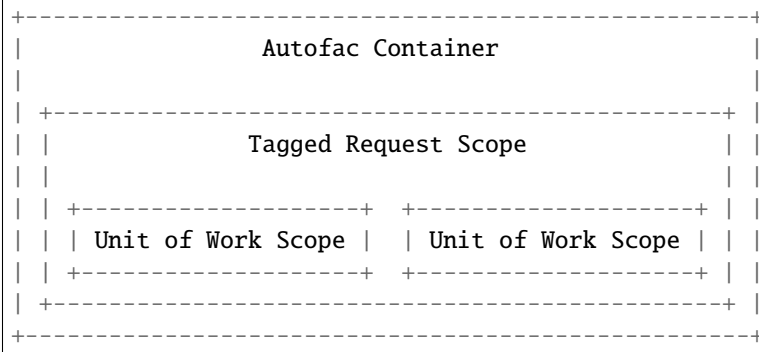 Autofac Container
Tagged Request Scope
Unit of Work Scope Unit of Work Scope